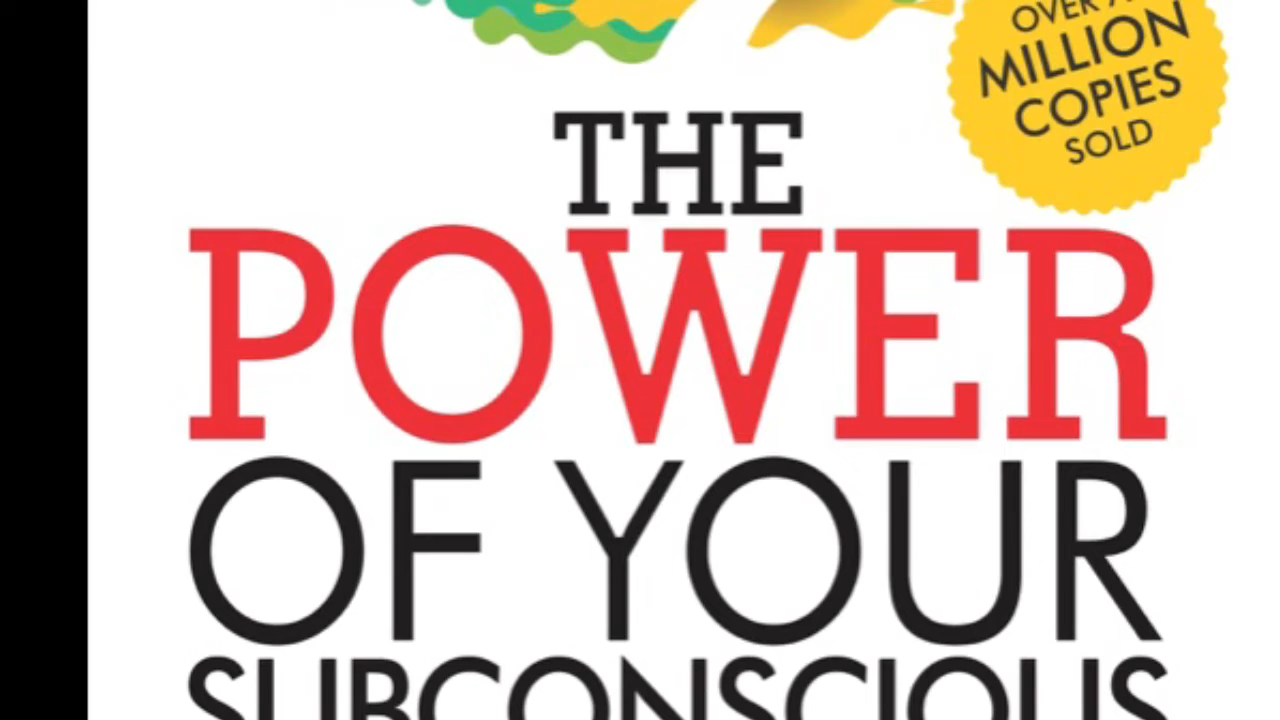 OVER
MILLION
COPIES
SOLD
THE
POWER
OF YOUR
SUBCONSCIOUS